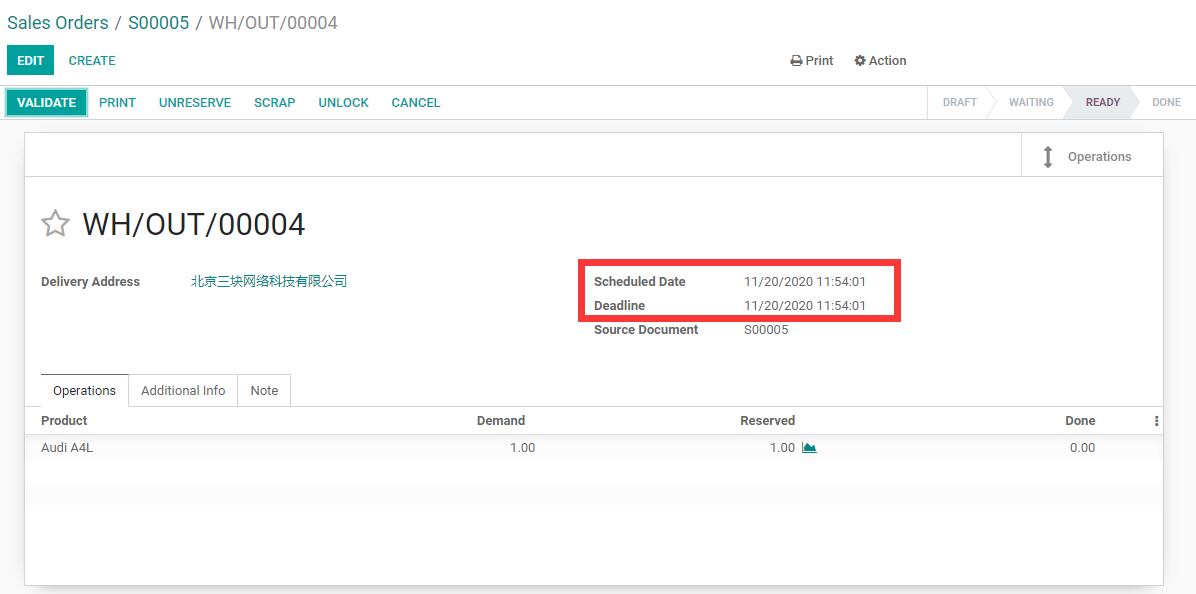 Sales Orders / S00005 / WH/OUT/00004
EDIT CREATE Print Action
VALIDATE PRINT UNRESERVE SCRAP UNLOCK CANCEL DRAFT WAITING READY DONE
Operations
WH/OUT/00004
Delivery Address 北京三块网络科技有限公司 Scheduled Date 11/20/2020 11:54:01
Deadline 11/20/2020 11:54:01
Source Document S00005
Operations Additional Info Note
Product Demand Reserved Done
Audi A4L 1.00 1.00 0.00